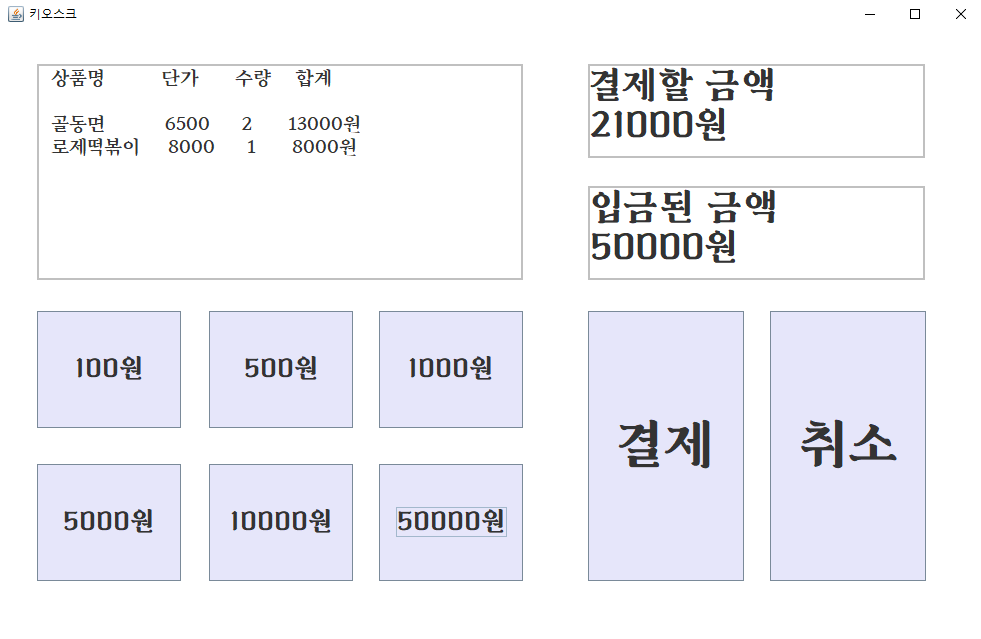 키오스크
상품명 단가 수량 합계
골동면 6500 2 13000원
로제떡볶이 8000 1 8000원
결제할 금액
21000원
입금된 금액
50000원
100원 500원 1000원
5000원 10000원 50000원
결제 취소